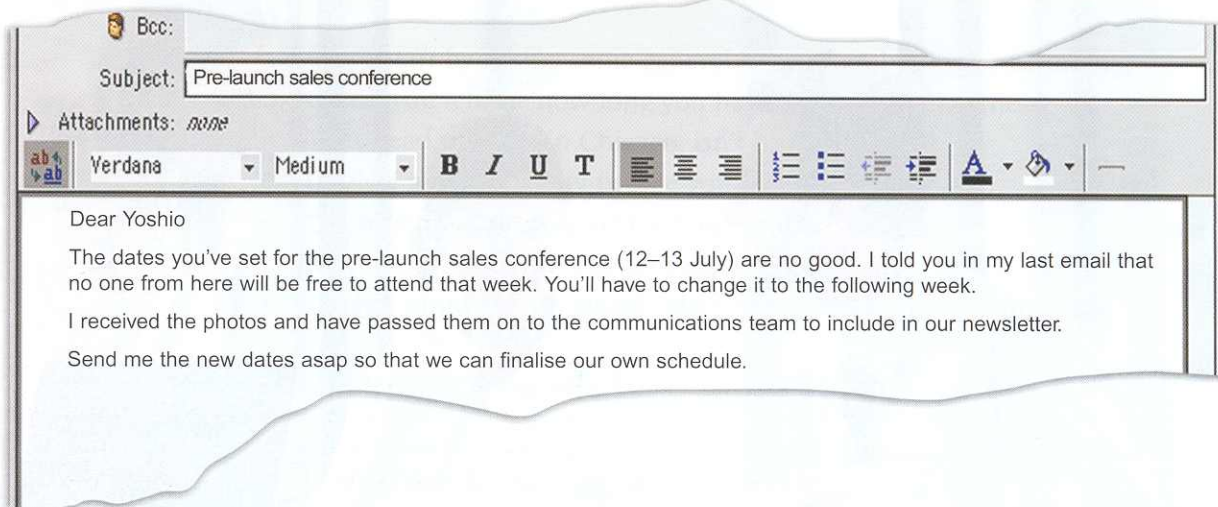 Bcc:
Subject: Pre-launch sales conference
Attachments: none
Verdana Medium B I U T A
Dear Yoshio
The dates you've set for the pre-launch sales conference (12–13 July) are no good. I told you in my last email that
no one from here will be free to attend that week. You'll have to change it to the following week.
I received the photos and have passed them on to the communications team to include in our newsletter.
Send me the new dates asap so that we can finalise our own schedule.